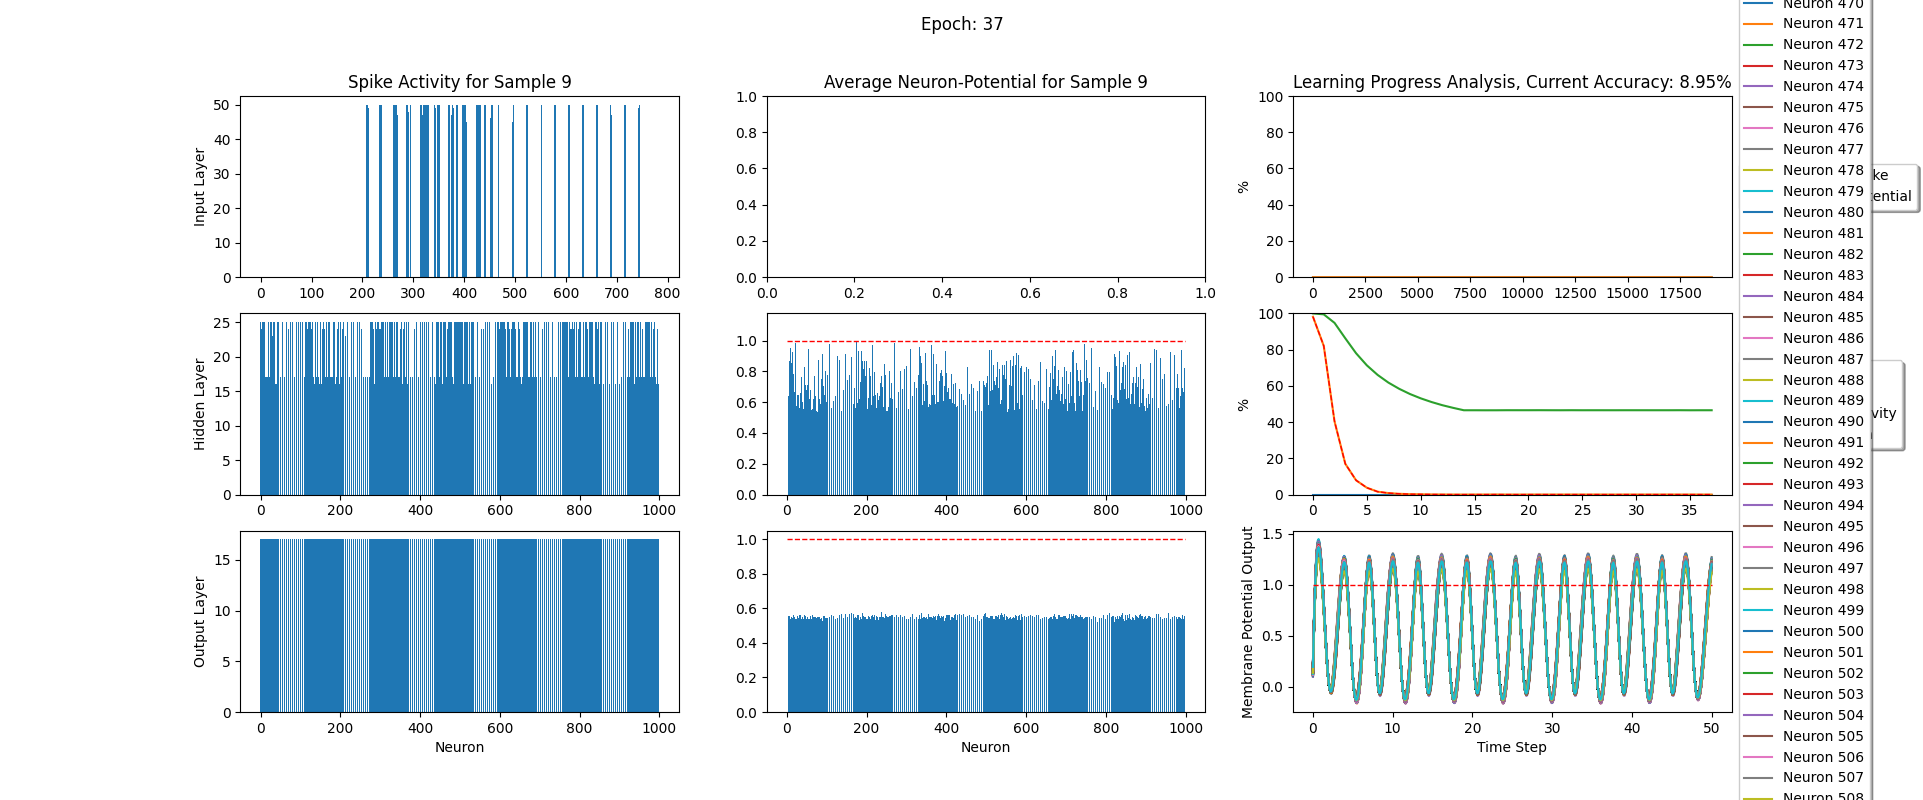 Epoch: 37
Spike Activity for Sample 9
Input Layer
50
40
30
20
10
0
0 100 200 300 400 500 600 700 800
Average Neuron-Potential for Sample 9
1.0
0.8
0.6
0.4
0.2
0.0
0.0 0.2 0.4 0.6 0.8 1.0
Learning Progress Analysis, Current Accuracy: 8.95%
%
100
80
60
40
20
0
0 2500 5000 7500 10000 12500 15000 17500
Hidden Layer
25
20
15
10
5
0
0 200 400 600 800 1000
1.0
0.8
0.6
0.4
0.2
0.0
0 200 400 600 800 1000
%
100
80
60
40
20
0
0 5 10 15 20 25 30 35
Output Layer
15
10
5
0
0 200 400 600 800 1000
Neuron
1.0
0.8
0.6
0.4
0.2
0.0
0 200 400 600 800 1000
Neuron
Membrane Potential Output
1.5
1.0
0.5
0.0
0 10 20 30 40 50
Time Step
Neuron 470
Neuron 471
Neuron 472
Neuron 473
Neuron 474
Neuron 475
Neuron 476
Neuron 477
Neuron 478
Neuron 479
Neuron 480
Neuron 481
Neuron 482
Neuron 483
Neuron 484
Neuron 485
Neuron 486
Neuron 487
Neuron 488
Neuron 489
Neuron 490
Neuron 491
Neuron 492
Neuron 493
Neuron 494
Neuron 495
Neuron 496
Neuron 497
Neuron 498
Neuron 499
Neuron 500
Neuron 501
Neuron 502
Neuron 503
Neuron 504
Neuron 505
Neuron 506
Neuron 507
Neuron 508
ke
ential
vity